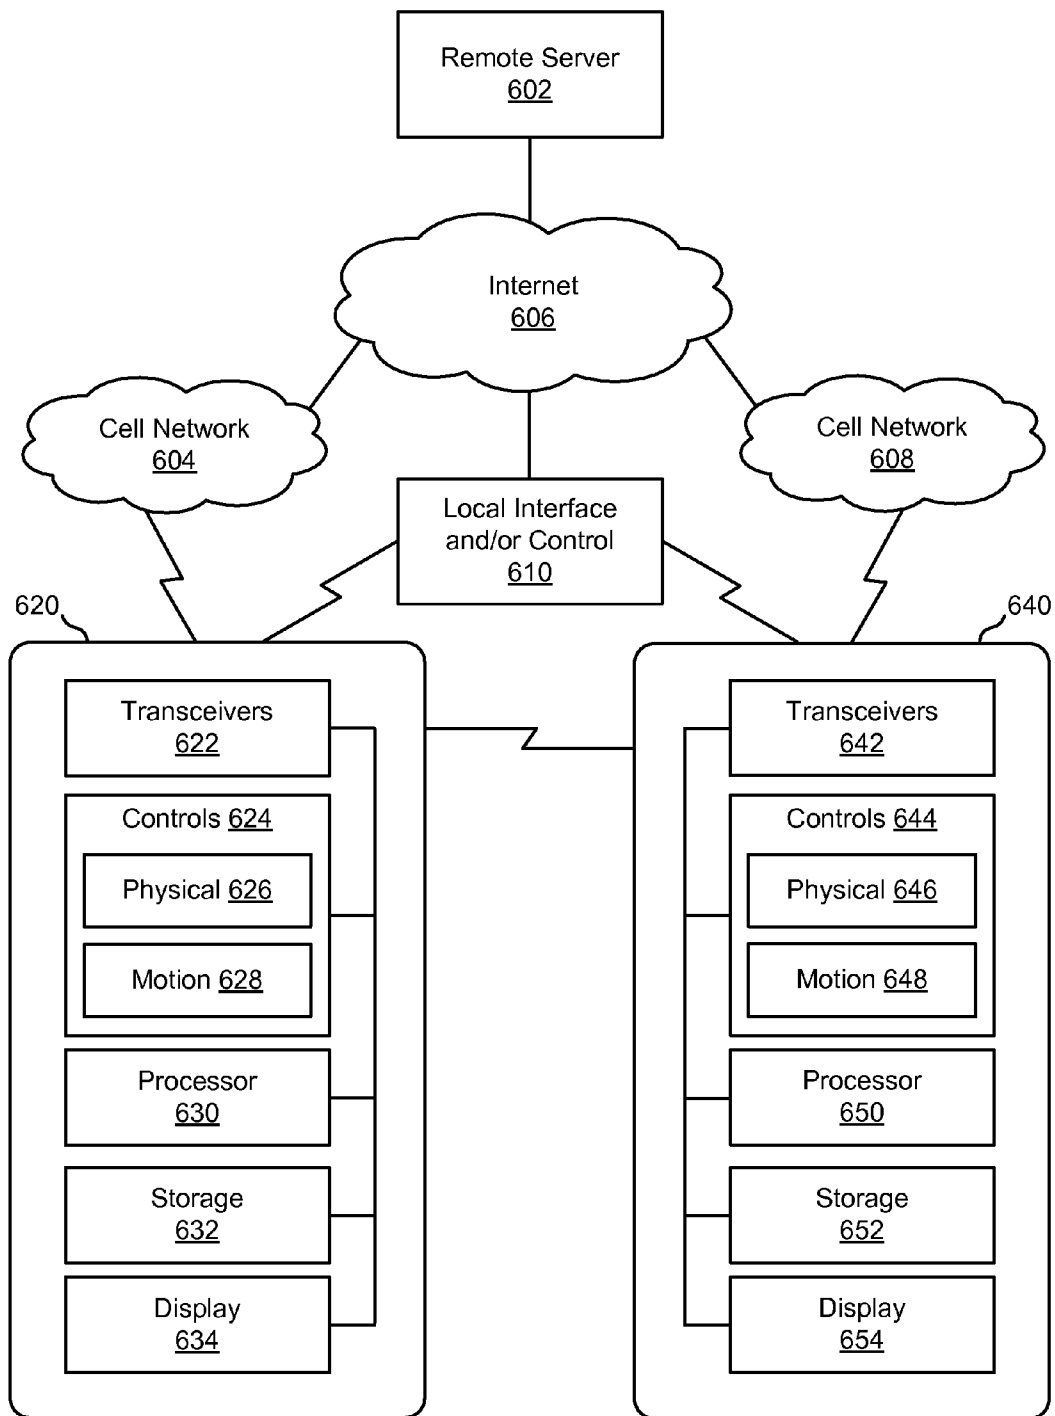 Remote Server
602
Internet
606
Cell Network
604
Cell Network
608
Local Interface
and/or Control
610
620
640
Transceivers
622
Controls 624
Physical 626
Motion 628
Processor
630
Storage
632
Display
634
Transceivers
642
Controls 644
Physical 646
Motion 648
Processor
650
Storage
652
Display
654